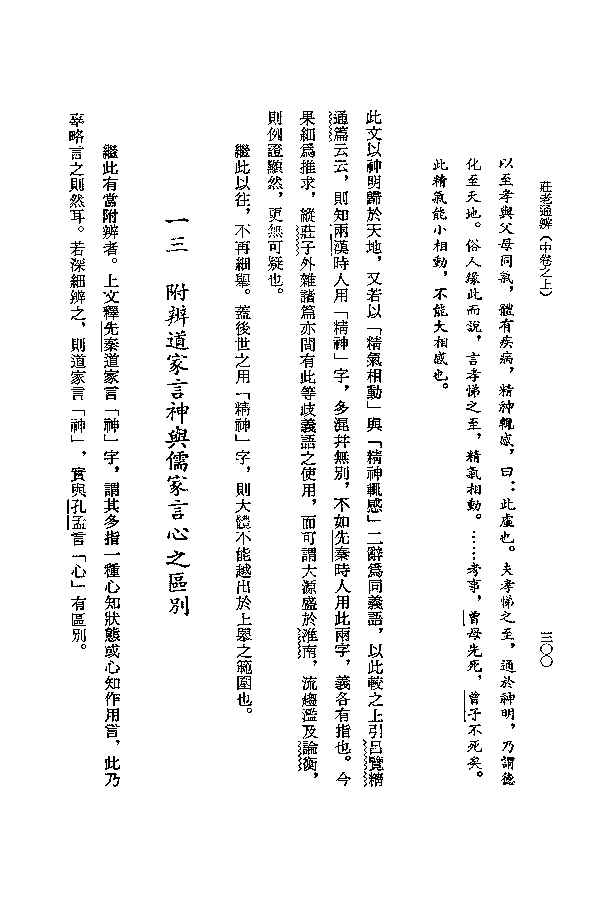 莊老通辨（中卷之上）
三〇〇
以至孝與父母同氣，體有疾病，精神輒感，曰：此虛也。夫孝悌之至，通於神明，乃謂德
化至天地。俗人緣此而說，言孝悌之至，精氣相動。……考事，曾母先死，曾子不死矣。
此精氣能小相動，不能大相感也。
此文以神明歸於天地，又若以「精氣相動」與「精神輒感」二辭爲同義語，以此較之上引呂覽精
通篇云云，則知兩漢時人用「精神」字，多混幷無別，不如先秦時人用此兩字，義各有指也。今
果細爲推求，縱莊子外雜諸篇亦間有此等歧義語之使用，而可謂大源盛於淮南，流趨濫及論衡，
則例證顯然，更無可疑也。
繼此以往，不再細舉。蓋後世之用「精神」字，則大體不能越出於上舉之範圍也。
一三　附辨道家言神與儒家言心之區別
繼此有當附辨者。上文釋先秦道家言「神」字，謂其多指一種心知狀態或心知作用言，此乃
辜略言之則然耳。若深細辨之，則道家言「神」，實與孔孟言「心」有區別。